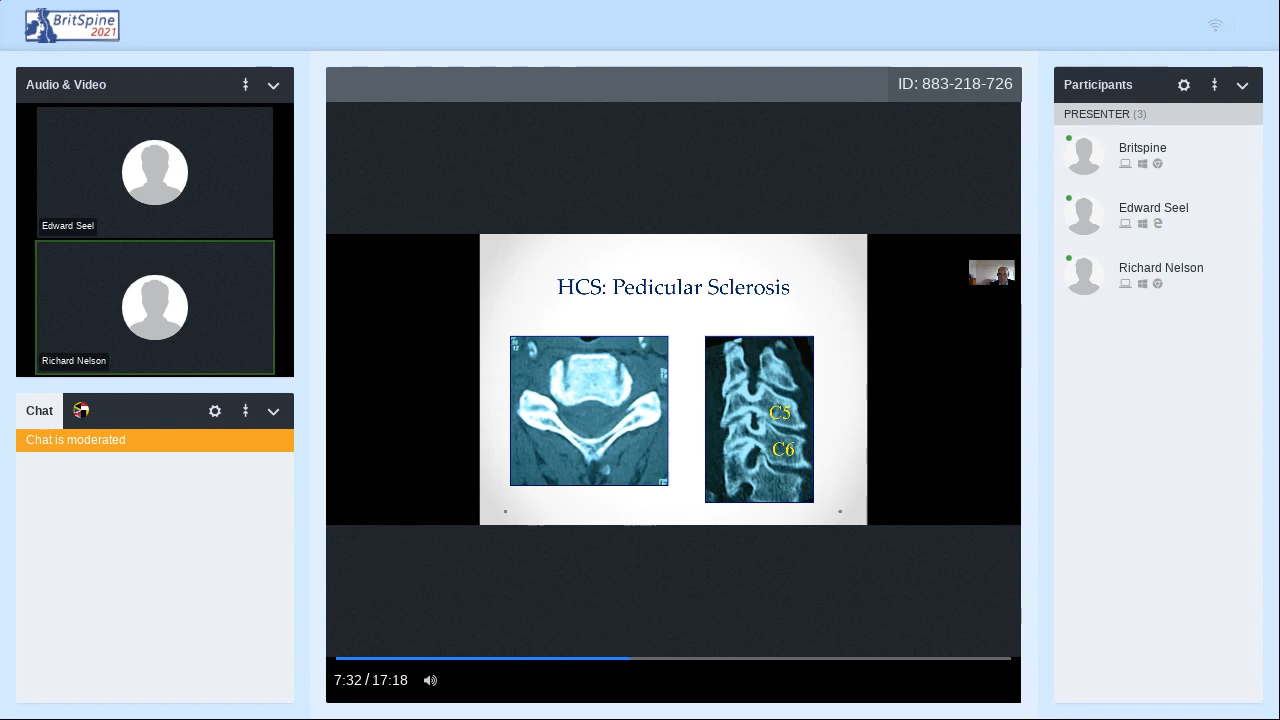 BritSpine
2021
Audio & Video
Edward Seel
Richard Nelson
Chat
Chat is moderated
ID: 883-218-726
HCS: Pedicular Sclerosis
C5
C6
7:32 / 17:18
Participants
PRESENTER (3)
Britspine
Edward Seel
Richard Nelson